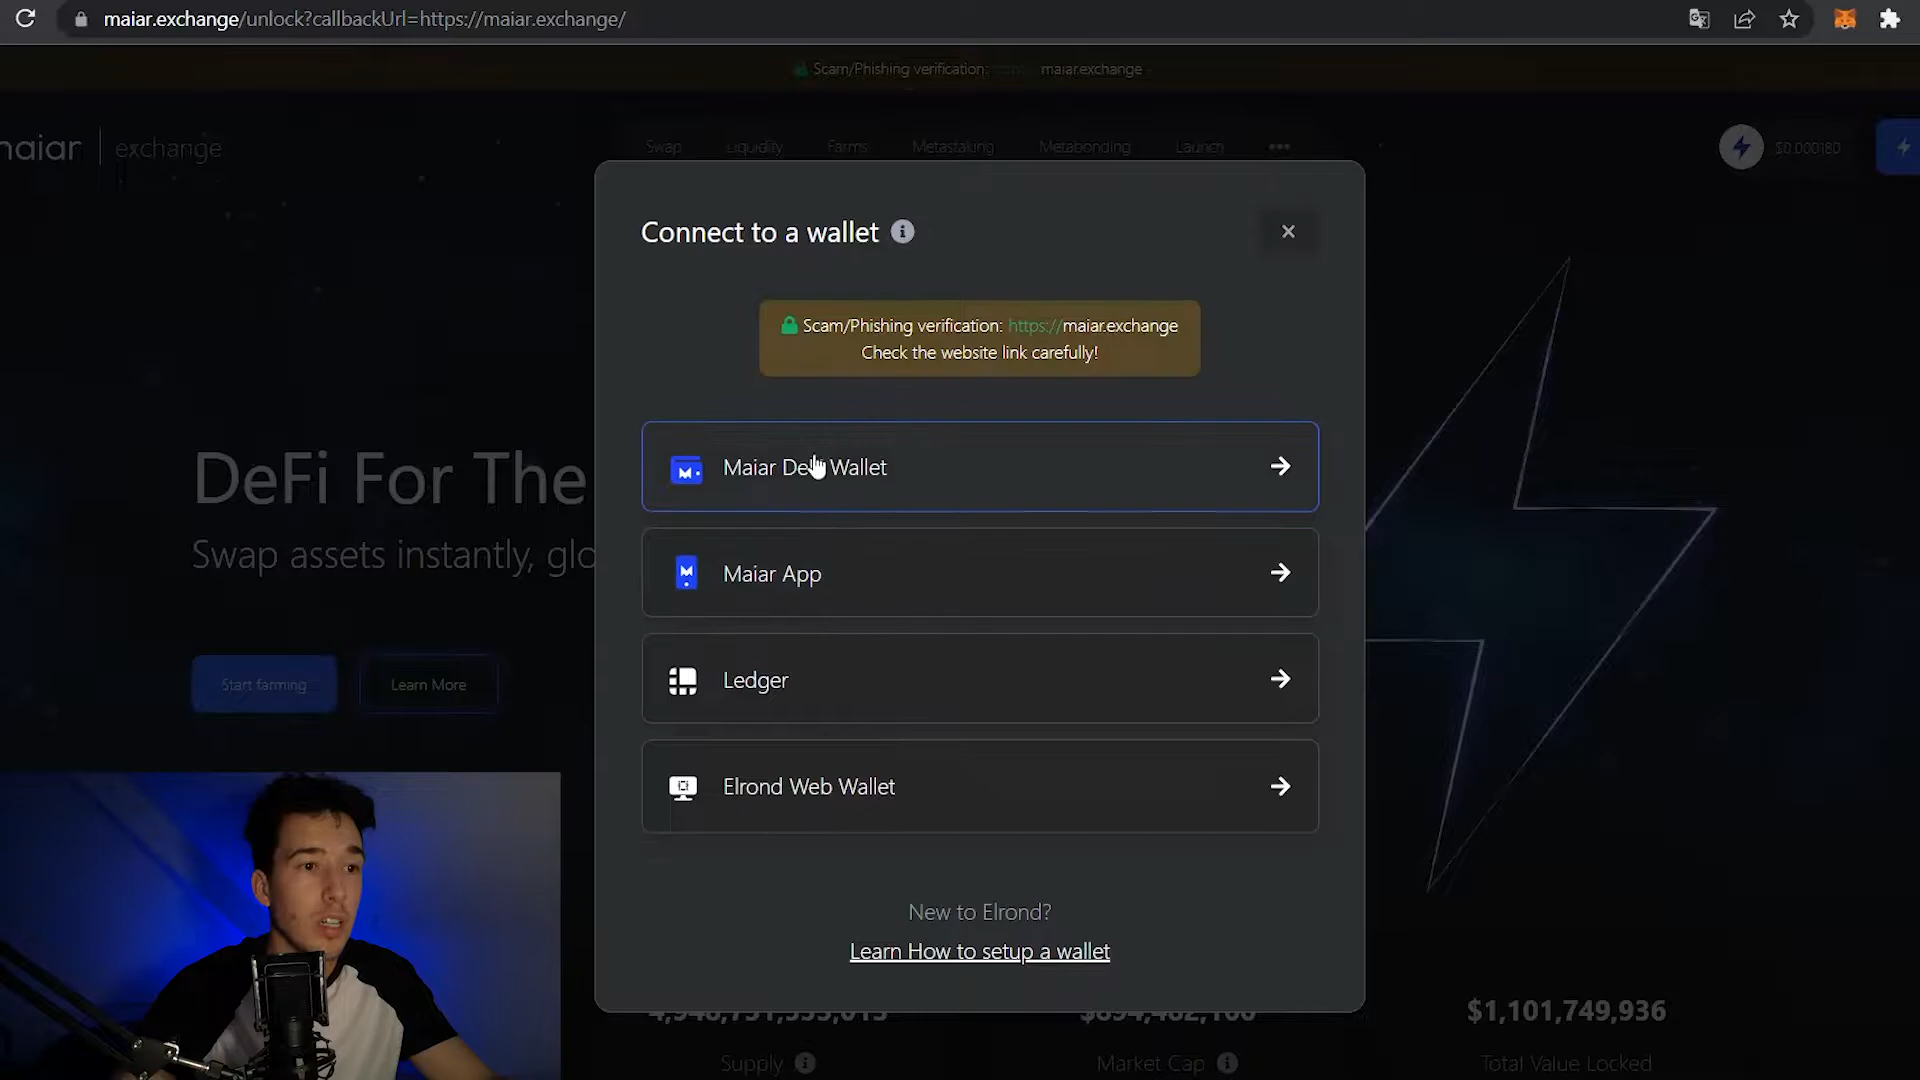 maiar.exchange/unlock?callbackUrl=https://maiar.exchange/
Scam/Phishing verification: maiar.exchange
maiar | exchange
Swap Liquidity Farms Metastaking Metabonding Launch •••
$0.000180
Connect to a wallet
Scam/Phishing verification: https://maiar.exchange
Check the website link carefully!
DeFi For The
Swap assets instantly, glo
Start farming
Learn More
Maiar DeFi Wallet
Maiar App
Ledger
Elrond Web Wallet
New to Elrond?
Learn How to setup a wallet
$1,101,749,936
Supply
Market Cap
Total Value Locked